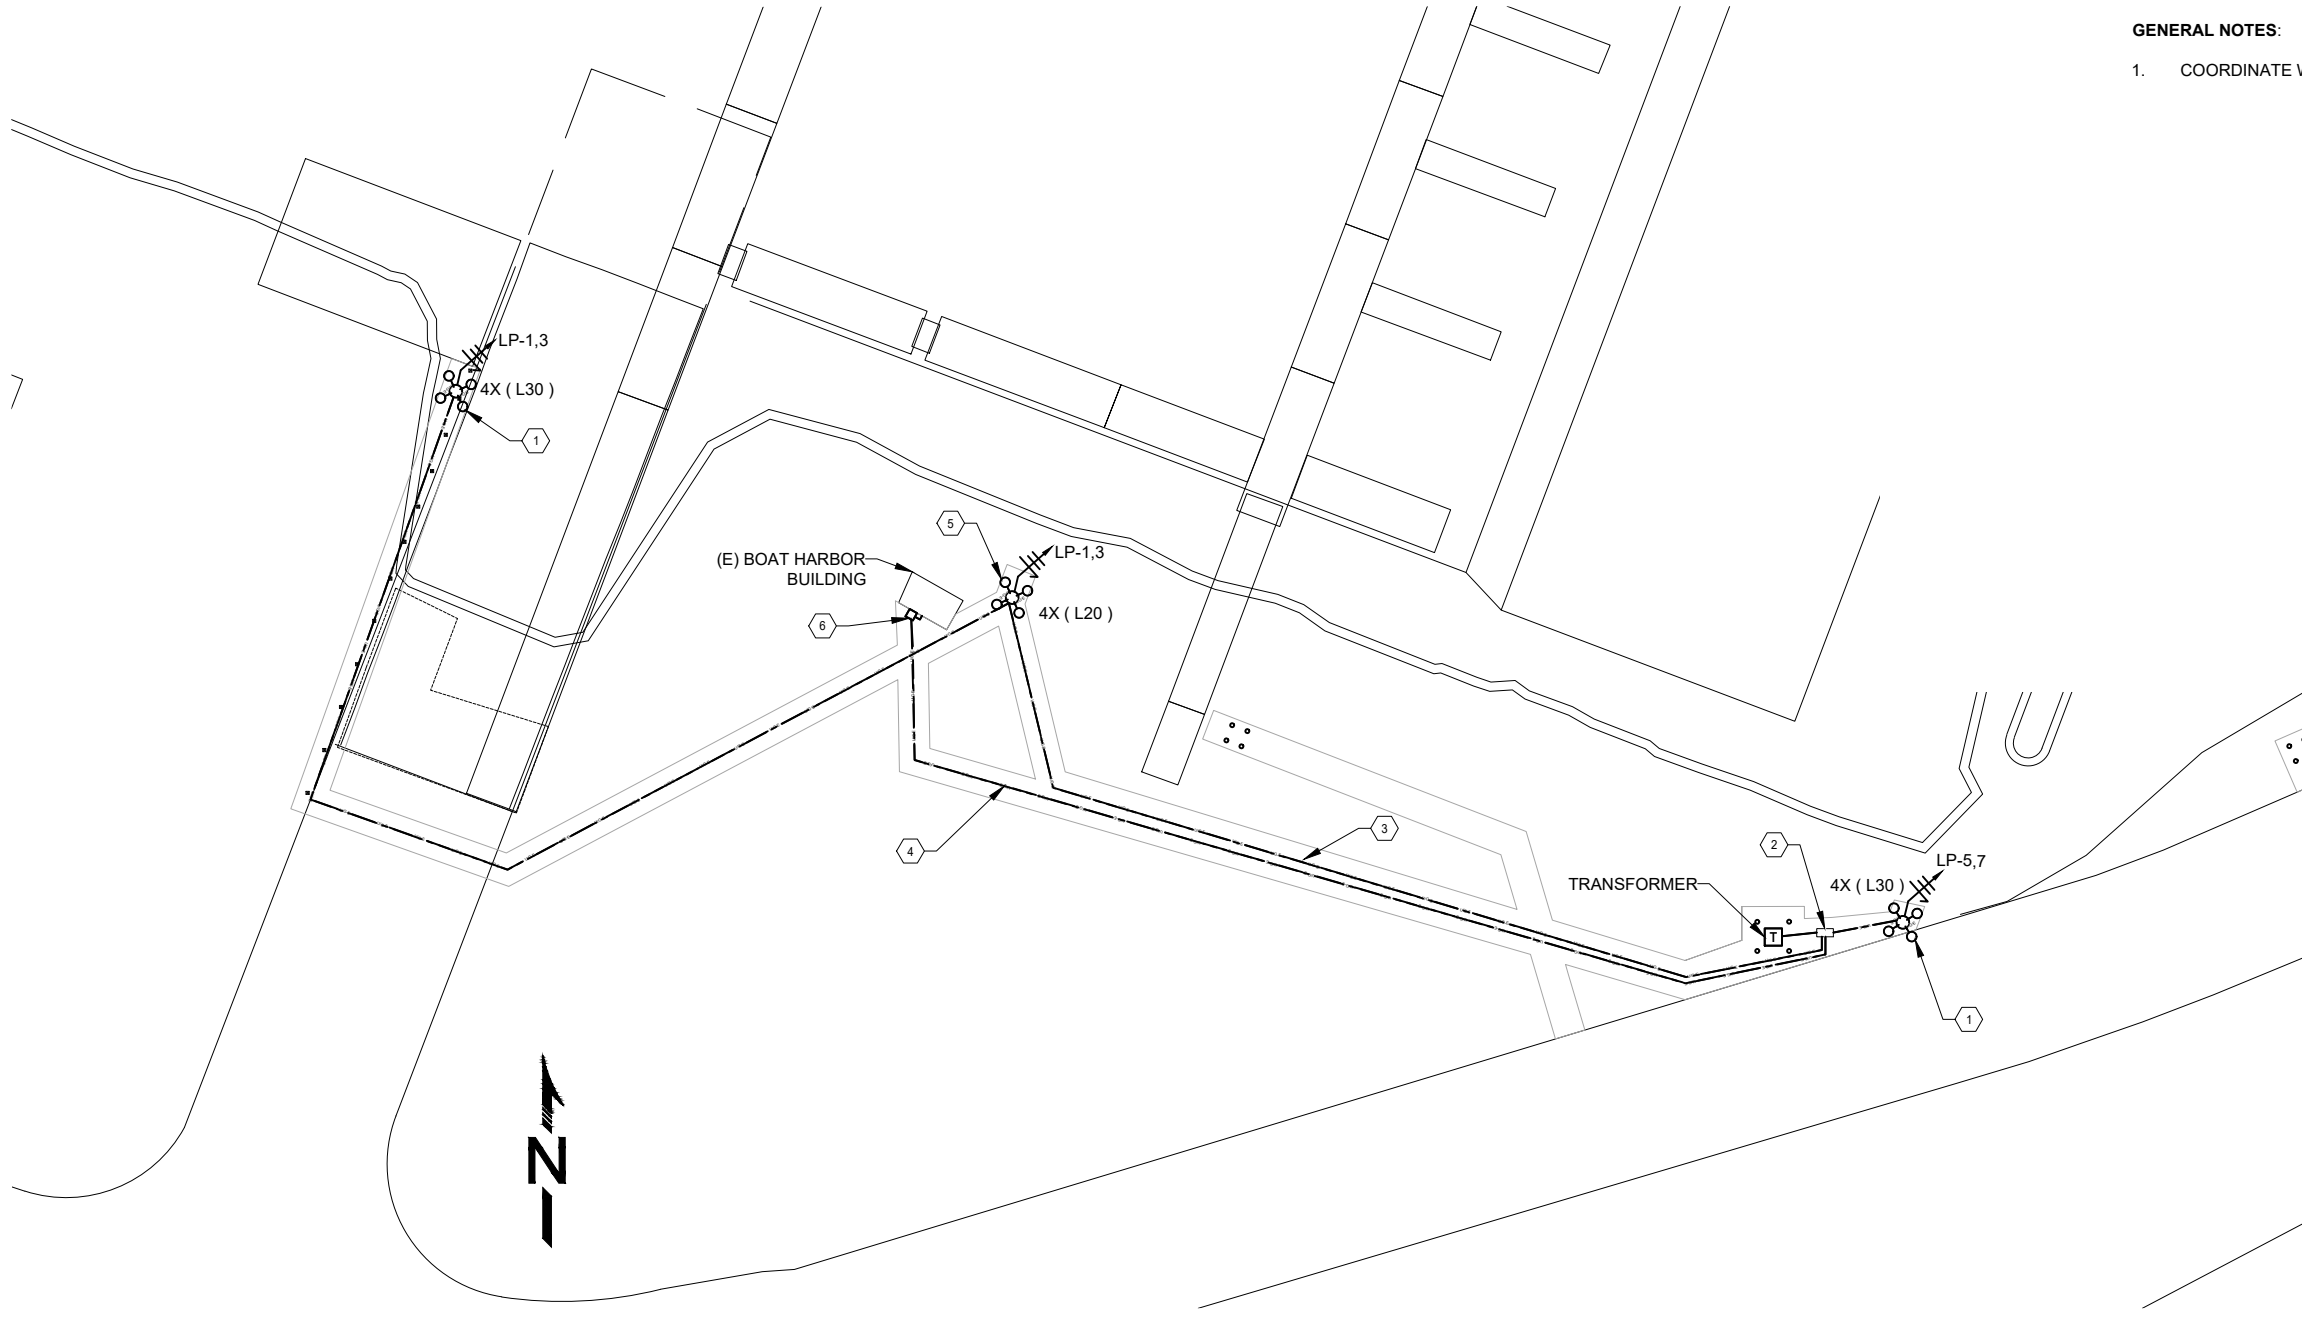 GENERAL NOTES:
1. COORDINATE W
LP-1,3
4X ( L30 )
1
5
(E) BOAT HARBOR
BUILDING
LP-1,3
4X ( L20 )
6
4
3
2
LP-5,7
4X ( L30 )
TRANSFORMER
T
1
N